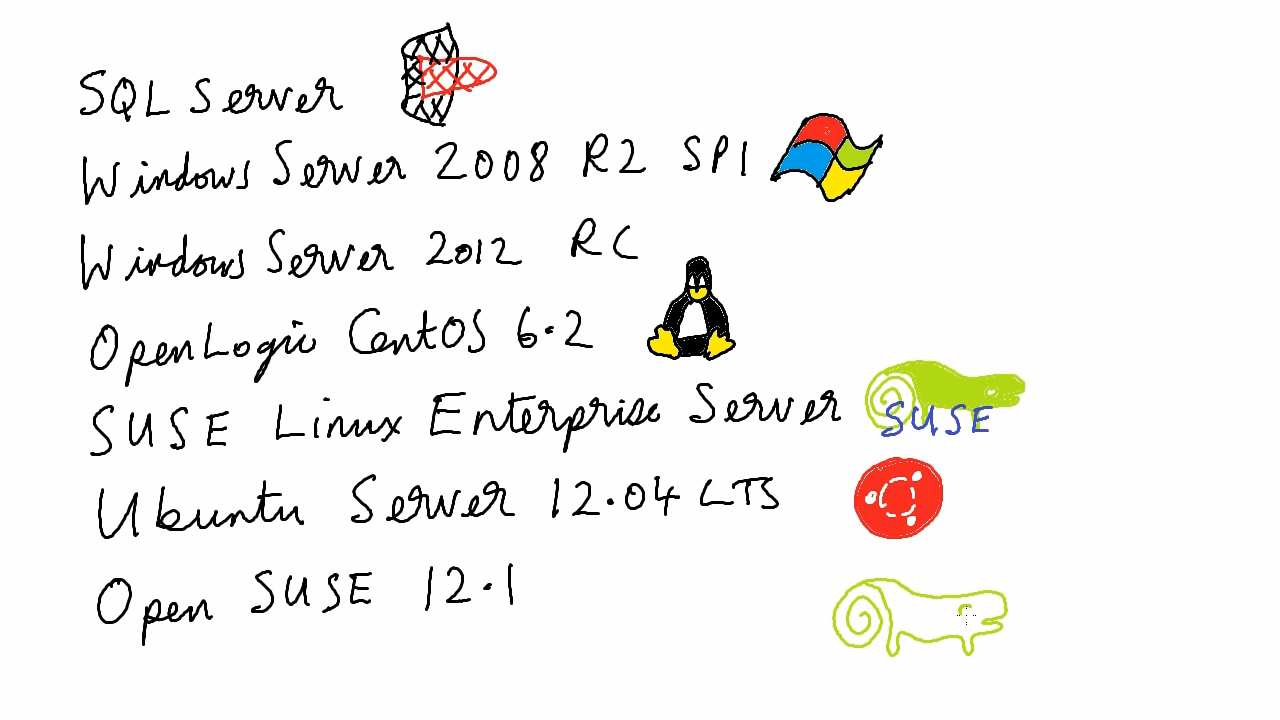 SQL Server
Windows Server 2008 R2 SP1
Windows Server 2012 RC
OpenLogic CentOS 6.2
SUSE Linux Enterprise Server
SUSE
Ubuntu Server 12.04 LTS
Open SUSE 12.1